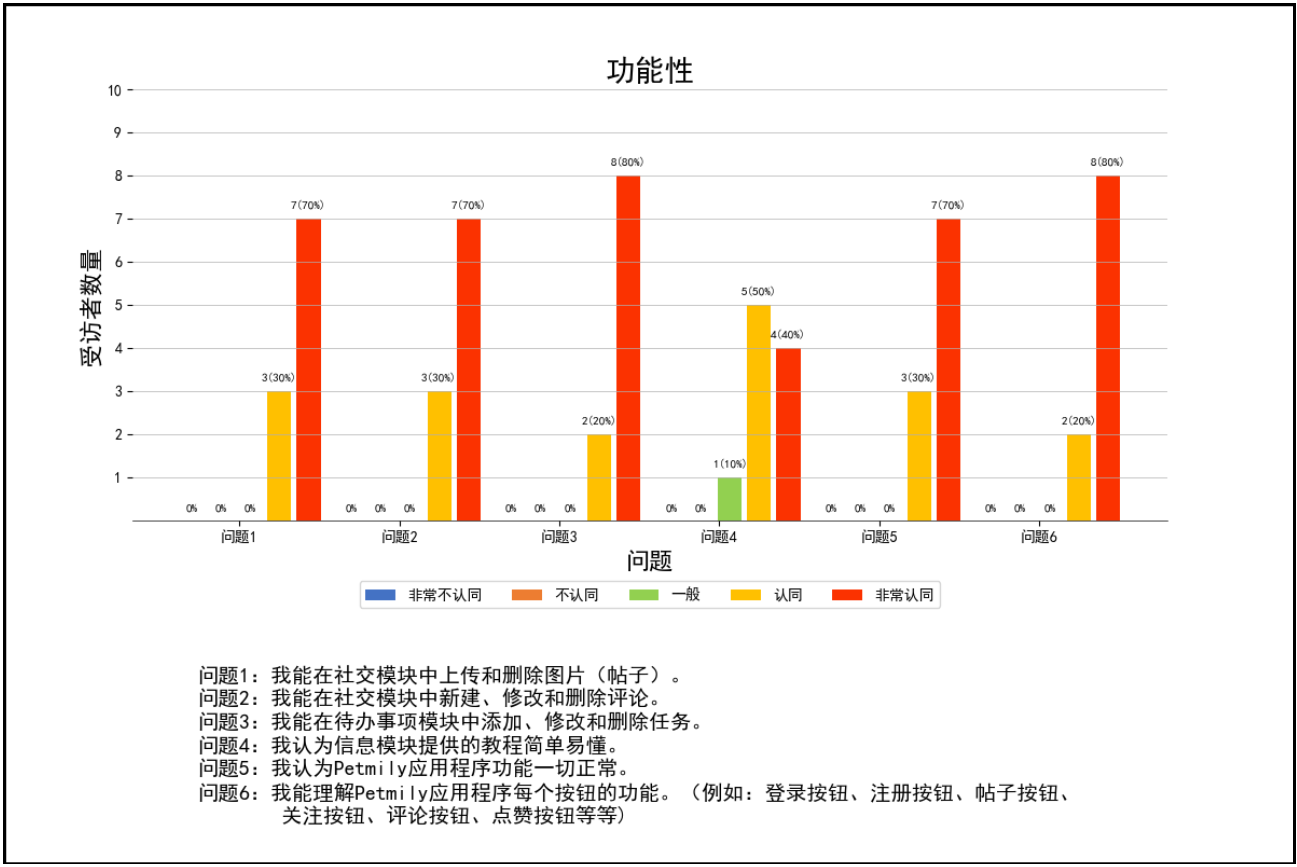 功能性
10
9
8
7
6
5
4
3
2
1
受访者数量
0% 0% 0% 3(30%) 7(70%)
0% 0% 0% 3(30%) 7(70%)
0% 0% 0% 2(20%) 8(80%)
0% 0% 1(10%) 5(50%) 4(40%)
0% 0% 0% 3(30%) 7(70%)
0% 0% 0% 2(20%) 8(80%)
问题1 问题2 问题3 问题4 问题5 问题6
问题
非常不认同 不认同 一般 认同 非常认同
问题1：我能在社交模块中上传和删除图片（帖子）。
问题2：我能在社交模块中新建、修改和删除评论。
问题3：我能在待办事项模块中添加、修改和删除任务。
问题4：我认为信息模块提供的教程简单易懂。
问题5：我认为Petmily应用程序功能一切正常。
问题6：我能理解Petmily应用程序每个按钮的功能。（例如：登录按钮、注册按钮、帖子按钮、
关注按钮、评论按钮、点赞按钮等等)